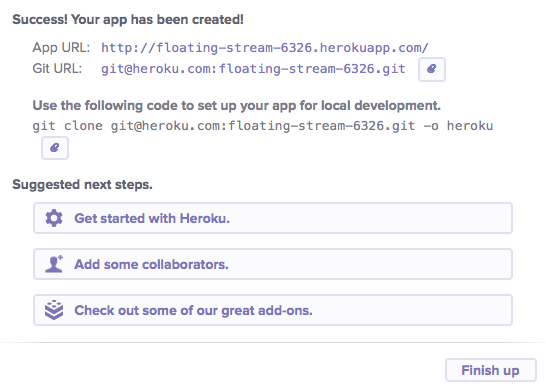 Success! Your app has been created!
App URL: http://floating-stream-6326.herokuapp.com/
Git URL: git@heroku.com:floating-stream-6326.git
Use the following code to set up your app for local development.
git clone git@heroku.com:floating-stream-6326.git -o heroku
Suggested next steps.
Get started with Heroku.
Add some collaborators.
Check out some of our great add-ons.
Finish up